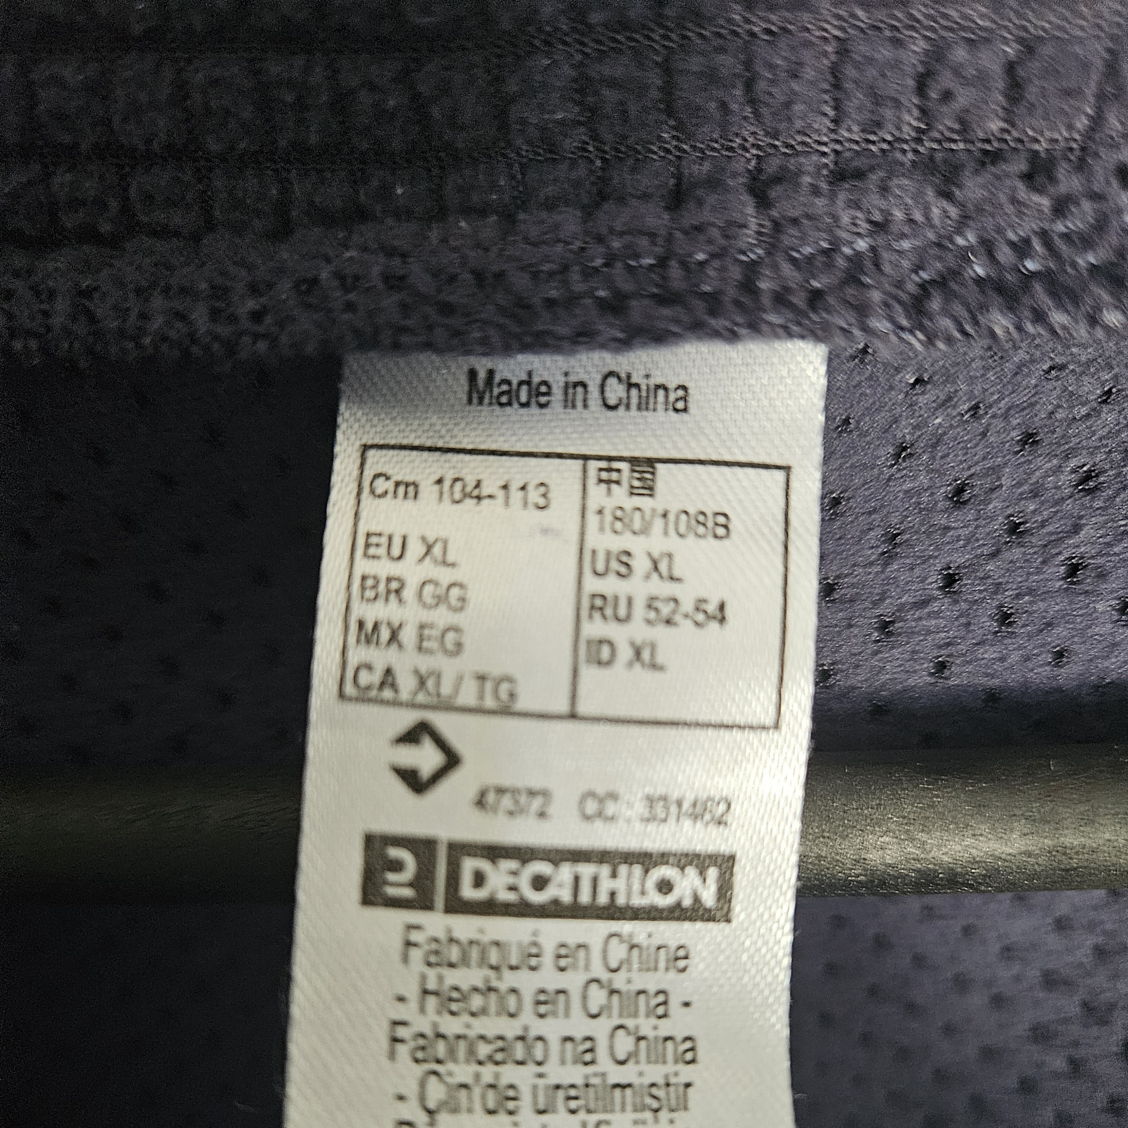 Made in China
Cm 104-113
EU XL
BR GG
MX EG
CA XL/ TG
中国
180/108B
US XL
RU 52-54
ID XL
47372 CC : 331462
DECATHLON
Fabriqué en Chine
- Hecho en China -
Fabricado na China
- Çin'de üretilmiştir